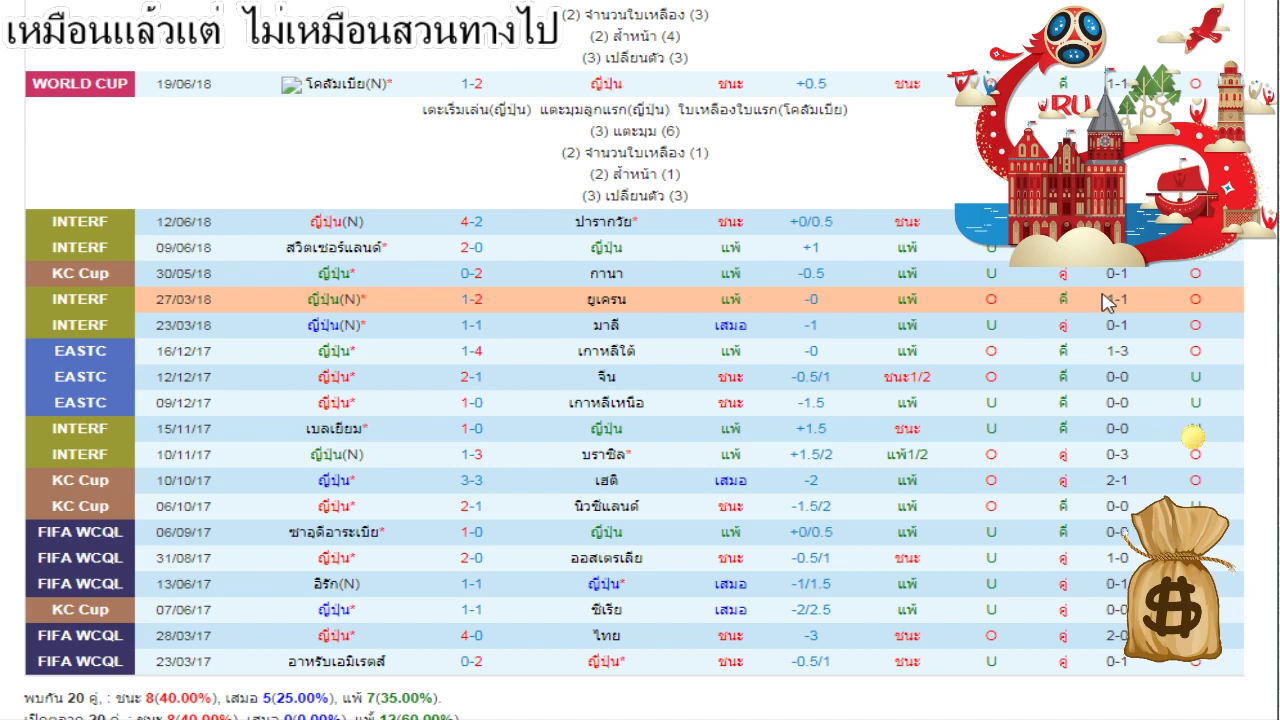 เหมือนแล้วแต่ ไม่เหมือนสวนทางไป
(2) จำนวนใบเหลือง (3)
(2) ล้ำหน้า (4)
(3) เปลี่ยนตัว (3)
WORLD CUP 19/06/18 โคลัมเบีย(N)* 1-2 ญี่ปุ่น ชนะ +0.5 ชนะ คี่ 1-1 O
เตะเริ่มเล่น(ญี่ปุ่น) เตะมุมลูกแรก(ญี่ปุ่น) ใบเหลืองใบแรก(โคลัมเบีย)
(3) เตะมุม (6)
(2) จำนวนใบเหลือง (1)
(2) ล้ำหน้า (1)
(3) เปลี่ยนตัว (3)
RU
INTERF 12/06/18 ญี่ปุ่น(N) 4-2 ปารากวัย* ชนะ +0/0.5 ชนะ
INTERF 09/06/18 สวิตเซอร์แลนด์* 2-0 ญี่ปุ่น แพ้ +1 แพ้ U
KC Cup 30/05/18 ญี่ปุ่น* 0-2 กานา แพ้ -0.5 แพ้ U คู่ 0-1 O
INTERF 27/03/18 ญี่ปุ่น(N)* 1-2 ยูเครน แพ้ -0 แพ้ O คี่ 1-1 O
INTERF 23/03/18 ญี่ปุ่น(N)* 1-1 มาลี เสมอ -1 แพ้ U คู่ 0-1 O
EASTC 16/12/17 ญี่ปุ่น* 1-4 เกาหลีใต้ แพ้ -0 แพ้ O คี่ 1-3 O
EASTC 12/12/17 ญี่ปุ่น* 2-1 จีน ชนะ -0.5/1 ชนะ1/2 O คี่ 0-0 U
EASTC 09/12/17 ญี่ปุ่น* 1-0 เกาหลีเหนือ ชนะ -1.5 แพ้ U คี่ 0-0 U
INTERF 15/11/17 เบลเยียม* 1-0 ญี่ปุ่น แพ้ +1.5 ชนะ U คี่ 0-0
INTERF 10/11/17 ญี่ปุ่น(N) 1-3 บราซิล* แพ้ +1.5/2 แพ้1/2 O คู่ 0-3 O
KC Cup 10/10/17 ญี่ปุ่น* 3-3 เฮติ เสมอ -2 แพ้ O คู่ 2-1 O
KC Cup 06/10/17 ญี่ปุ่น* 2-1 นิวซีแลนด์ ชนะ -1.5/2 แพ้ O คี่ 0-0 U
FIFA WCQL 06/09/17 ซาอุดิอาระเบีย* 1-0 ญี่ปุ่น แพ้ +0/0.5 แพ้ U คี่
FIFA WCQL 31/08/17 ญี่ปุ่น* 2-0 ออสเตรเลีย ชนะ -0.5/1 ชนะ U คู่ 1-0
FIFA WCQL 13/06/17 อิรัก(N) 1-1 ญี่ปุ่น* เสมอ -1/1.5 แพ้ U คู่ 0-1
KC Cup 07/06/17 ญี่ปุ่น* 1-1 ซีเรีย เสมอ -2/2.5 แพ้ U คู่
FIFA WCQL 28/03/17 ญี่ปุ่น* 4-0 ไทย ชนะ -3 ชนะ O คู่
FIFA WCQL 23/03/17 อาหรับเอมิเรตส์ 0-2 ญี่ปุ่น* ชนะ -0.5/1 ชนะ U คู่ 0-1
พบกัน 20 คู่, : ชนะ 8(40.00%), เสมอ 5(25.00%), แพ้ 7(35.00%).
เปิดตอวด 20 คู่, : ชนะ 8(40.00%), เสมอ 0(0.00%), แพ้ 12(60.00%)